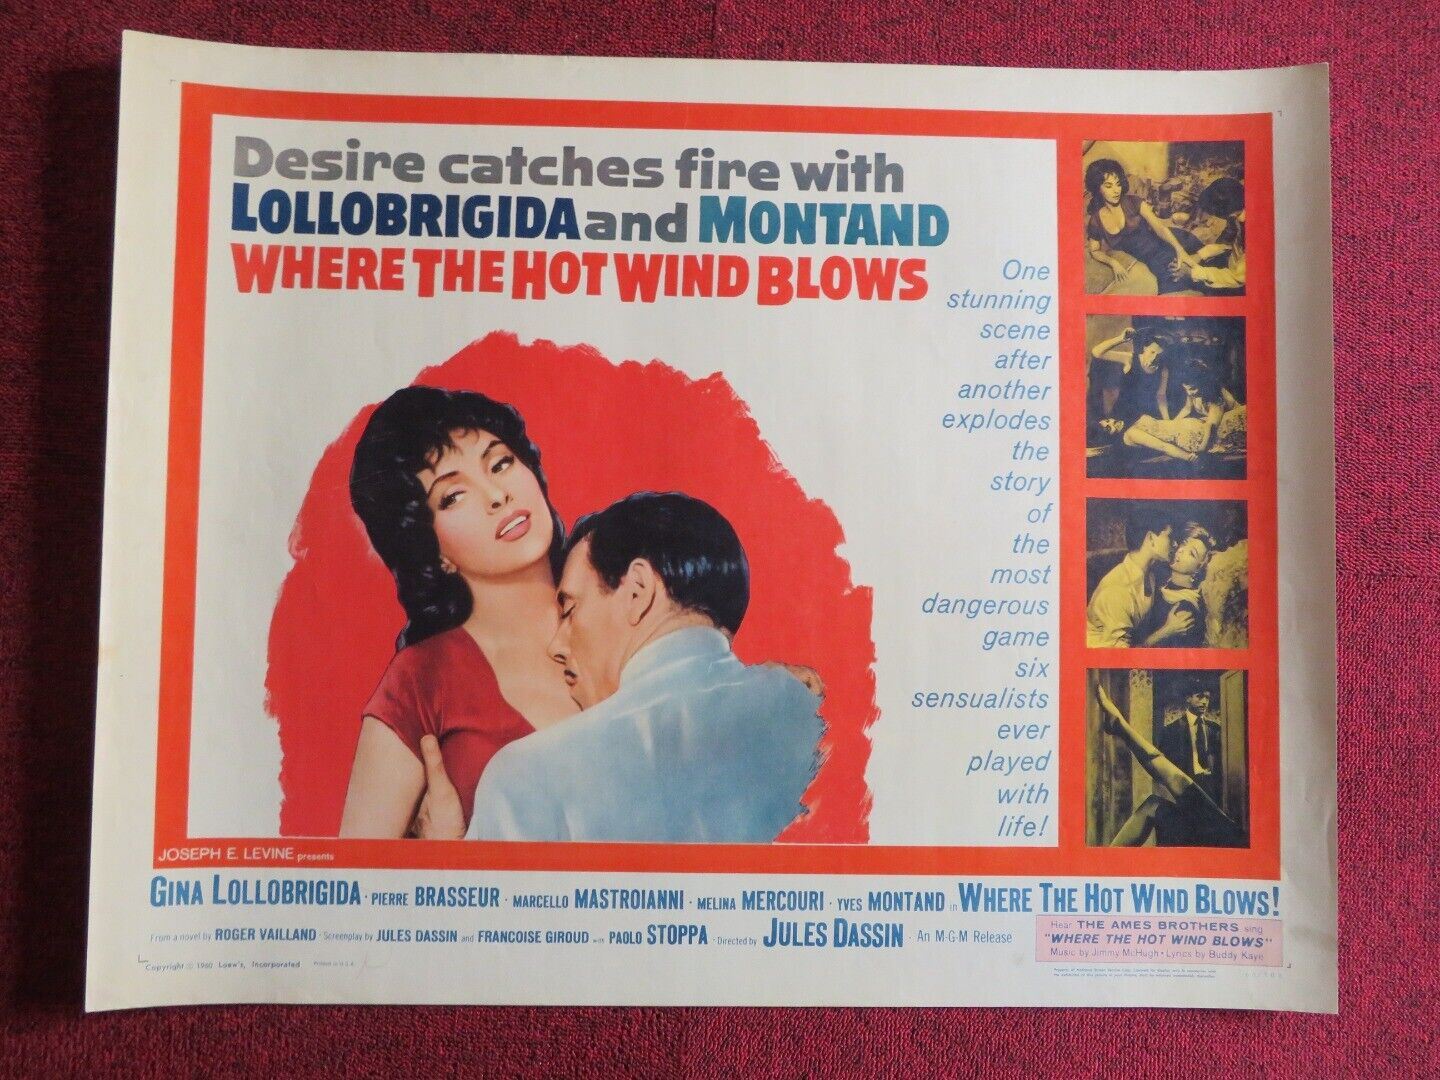 Desire catches fire with
LOLLOBRIGIDA and MONTAND
WHERE THE HOT WIND BLOWS
One
stunning
scene
after
another
explodes
the
story
of
the
most
dangerous
game
six
sensualists
ever
played
with
life!
JOSEPH E. LEVINE presents
GINA LOLLOBRIGIDA · PIERRE BRASSEUR · MARCELLO MASTROIANNI · MELINA MERCOURI · YVES MONTAND in WHERE THE HOT WIND BLOWS!
From a novel by ROGER VAILLAND · Screenplay by JULES DASSIN and FRANCOISE GIROUD with PAOLO STOPPA · Directed by JULES DASSIN · An M-G-M Release
Hear THE AMES BROTHERS sing
"WHERE THE HOT WIND BLOWS"
Music by Jimmy McHugh · Lyrics by Buddy Kaye
Copyright © 1960 Loew's, Incorporated Printed in U.S.A.